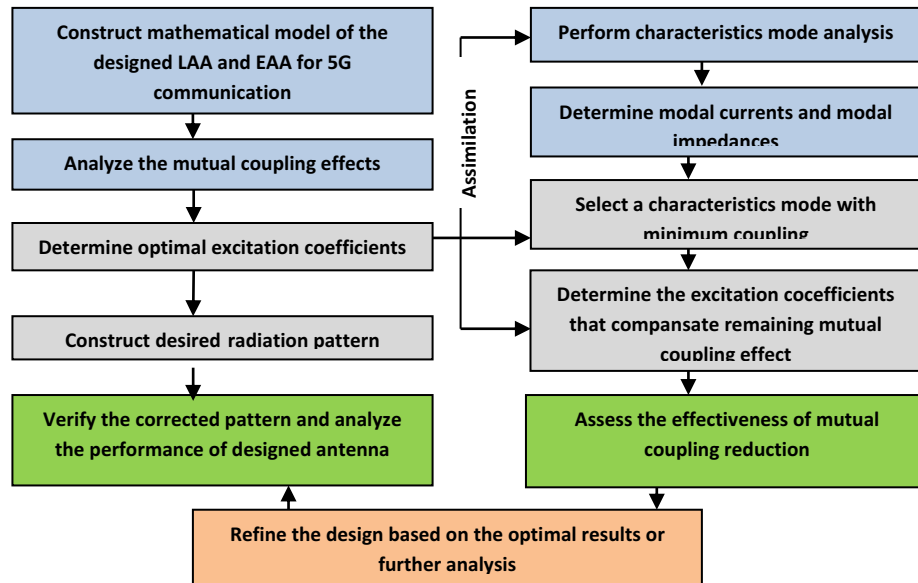 Construct mathematical model of the
designed LAA and EAA for 5G
communication
Analyze the mutual coupling effects
Determine optimal excitation coefficients
Construct desired radiation pattern
Verify the corrected pattern and analyze
the performance of designed antenna
Assimilation
Perform characteristics mode analysis
Determine modal currents and modal
impedances
Select a characteristics mode with
minimum coupling
Determine the excitation cocefficients
that compansate remaining mutual
coupling effect
Assess the effectiveness of mutual
coupling reduction
Refine the design based on the optimal results or
further analysis